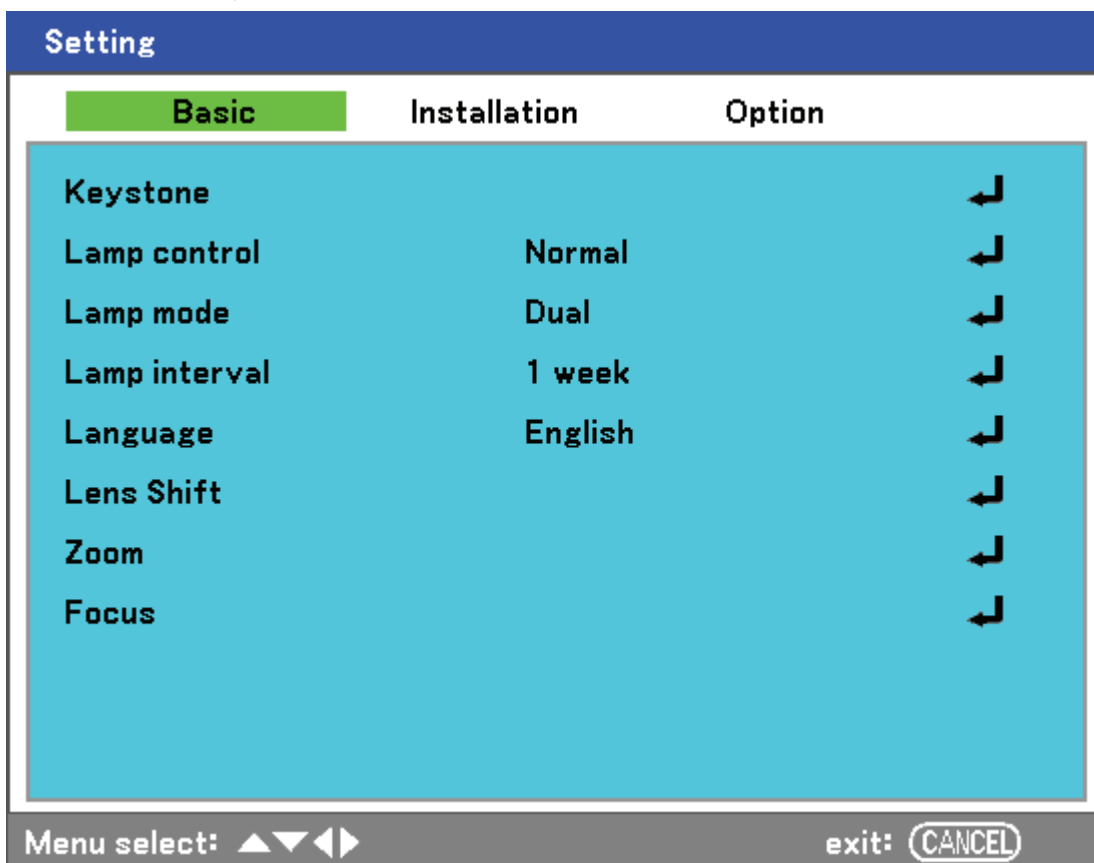 Setting
Basic Installation Option
Keystone
Lamp control Normal
Lamp mode Dual
Lamp interval 1 week
Language English
Lens Shift
Zoom
Focus
Menu select: ▲▼◀▶ exit: CANCEL